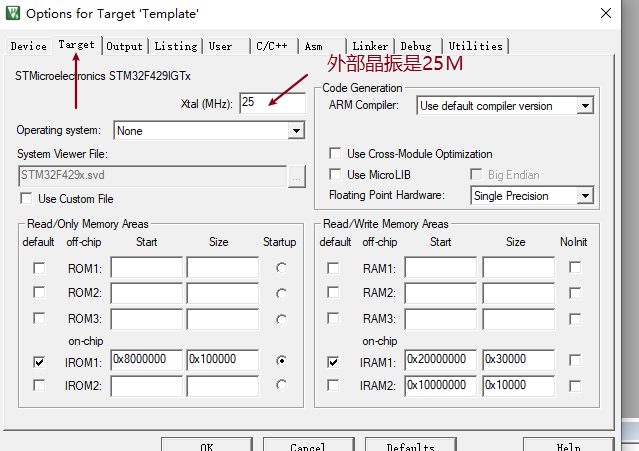 Options for Target 'Template'
Device Target Output Listing User C/C++ Asm Linker Debug Utilities
外部晶振是25M
STMicroelectronics STM32F429IGTx
Xtal (MHz): 25
Operating system: None
System Viewer File:
STM32F429x.svd ...
Use Custom File
Code Generation
ARM Compiler: Use default compiler version
Use Cross-Module Optimization
Use MicroLIB Big Endian
Floating Point Hardware: Single Precision
Read/Only Memory Areas
default off-chip Start Size Startup
ROM1:
ROM2:
ROM3:
on-chip
IROM1: 0x8000000 0x100000
IROM2:
Read/Write Memory Areas
default off-chip Start Size NoInit
RAM1:
RAM2:
RAM3:
on-chip
IRAM1: 0x20000000 0x30000
IRAM2: 0x10000000 0x10000
OK Cancel Defaults Help